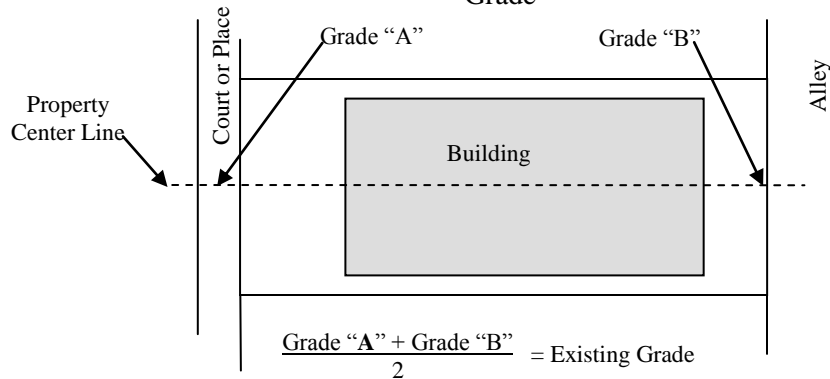 Grade
Grade “A”
Grade “B”
Court or Place
Alley
Property
Center Line
Building
Grade “A” + Grade “B”
2
= Existing Grade